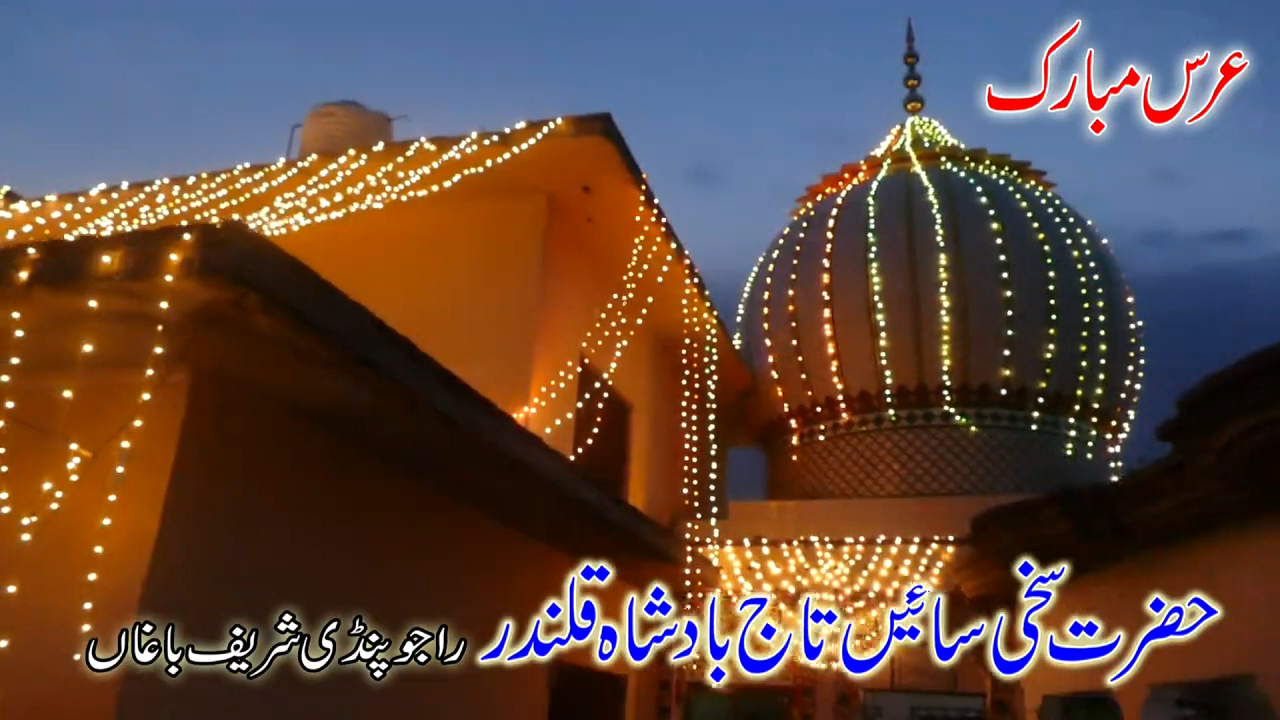 عرس مبارک
حضرت سخی سائیں تاج بادشاہ قلندر راجو پنڈی شریف باغاں